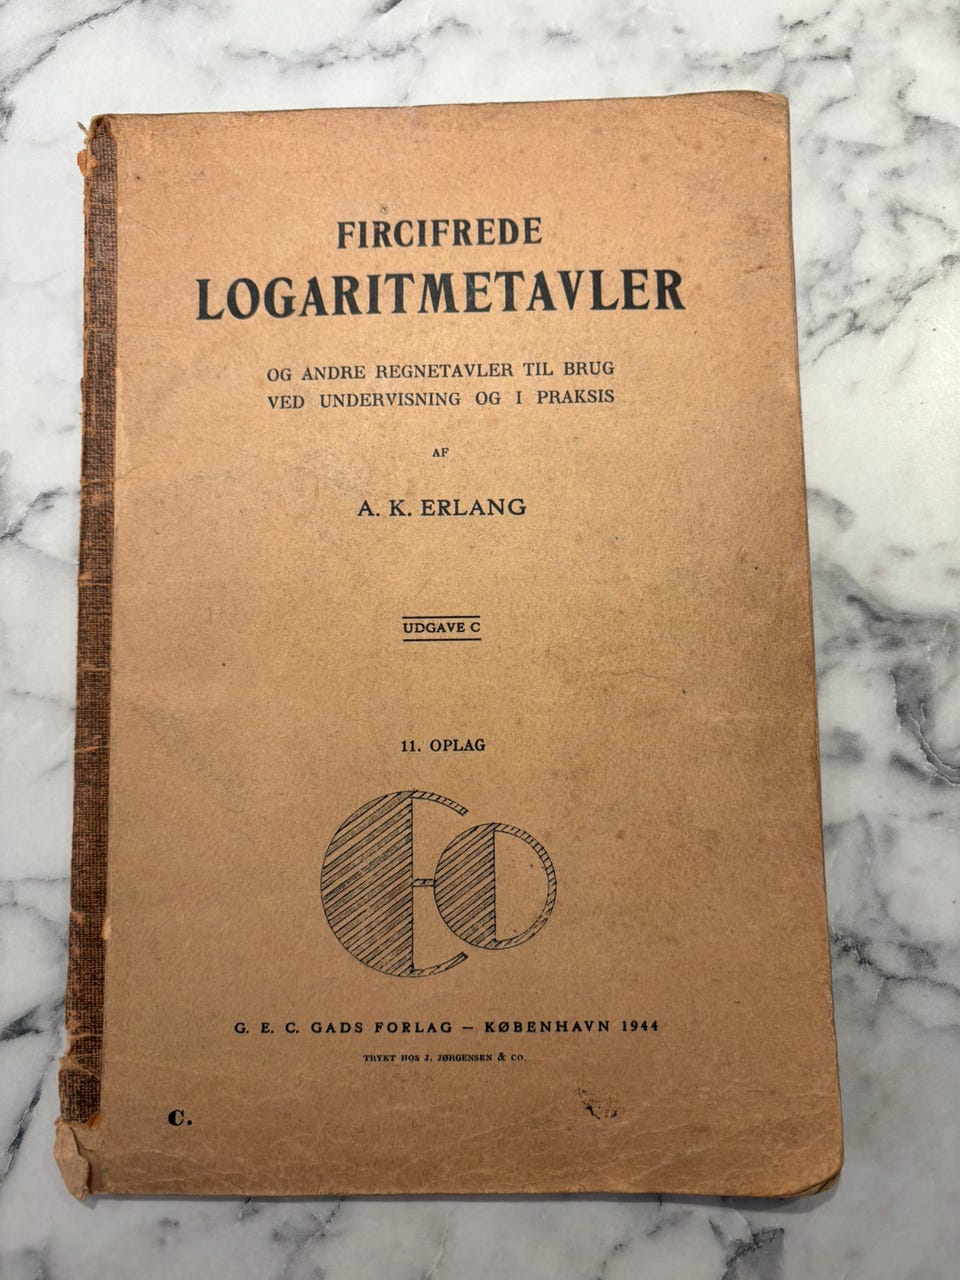 FIRCIFREDE
LOGARITMETAVLER
OG ANDRE REGNETAVLER TIL BRUG
VED UNDERVISNING OG I PRAKSIS
AF
A. K. ERLANG
UDGAVE C
11. OPLAG
G. E. C. GADS FORLAG — KØBENHAVN 1944
TRYKT HOS J. JØRGENSEN & CO.
C.